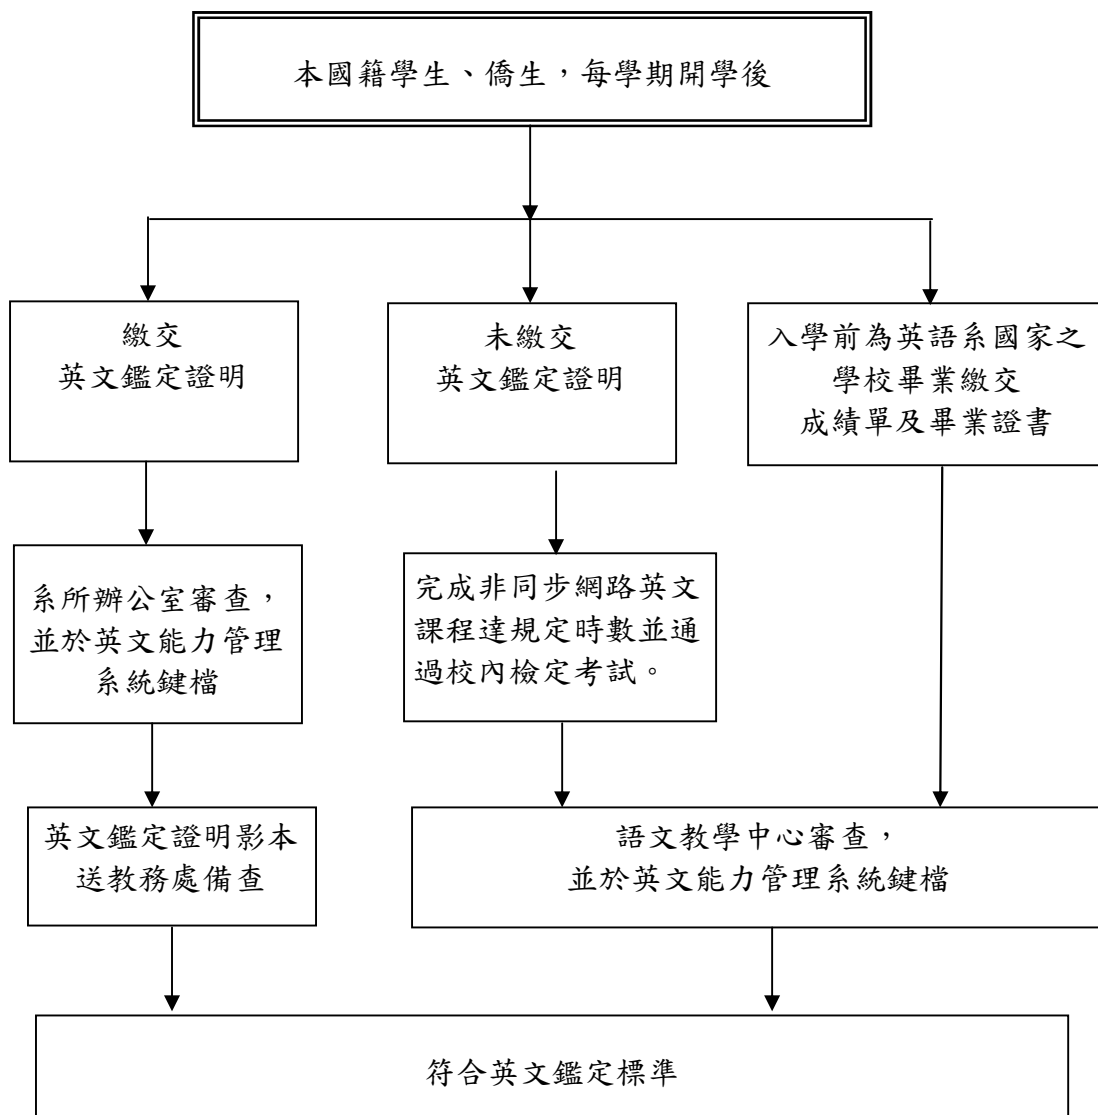 本國籍學生、僑生，每學期開學後
繳交
英文鑑定證明
未繳交
英文鑑定證明
入學前為英語系國家之
學校畢業繳交
成績單及畢業證書
系所辦公室審查，
並於英文能力管理
系統鍵檔
完成非同步網路英文
課程達規定時數並通
過校內檢定考試。
英文鑑定證明影本
送教務處備查
語文教學中心審查，
並於英文能力管理系統鍵檔
符合英文鑑定標準